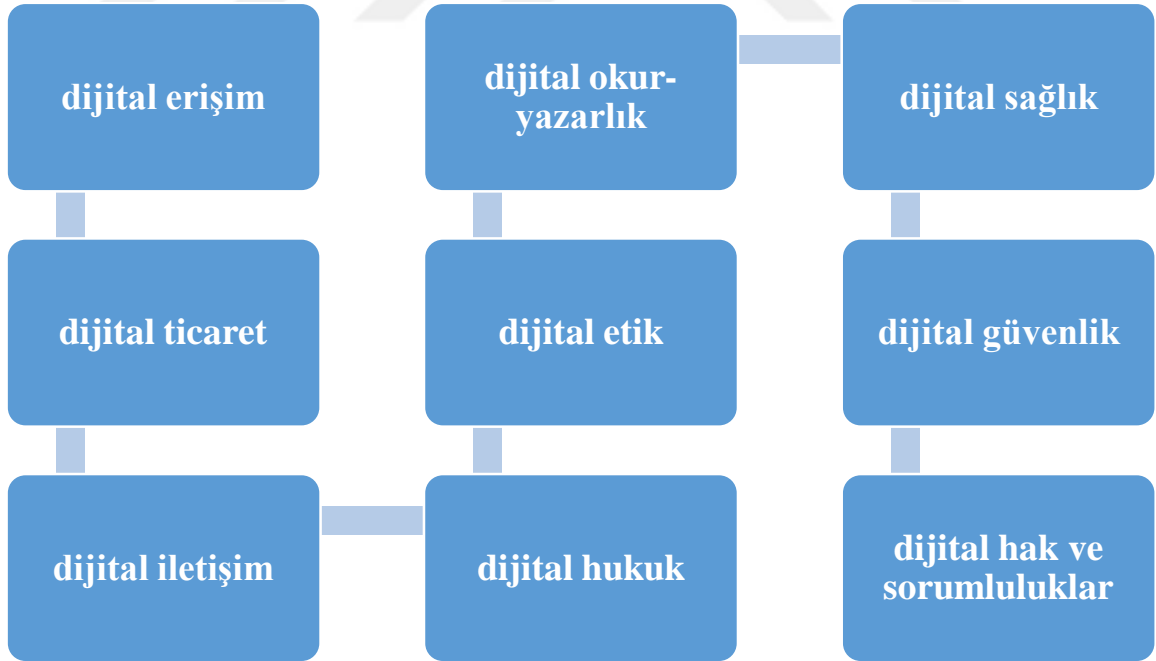 dijital erişim
dijital ticaret
dijital iletişim
dijital hukuk
dijital etik
dijital okur-
yazarlık
dijital sağlık
dijital güvenlik
dijital hak ve
sorumluluklar